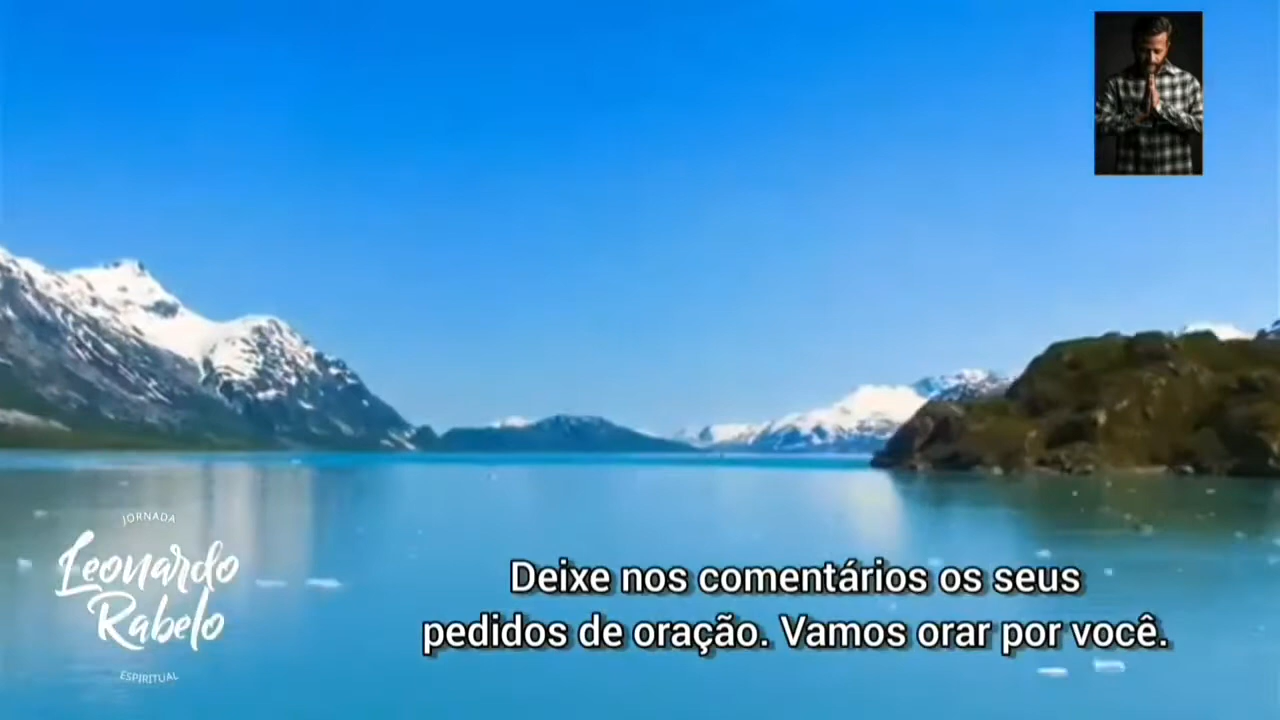 JORNADA
Leonardo
Rabelo
ESPIRITUAL
Deixe nos comentários os seus
pedidos de oração. Vamos orar por você.